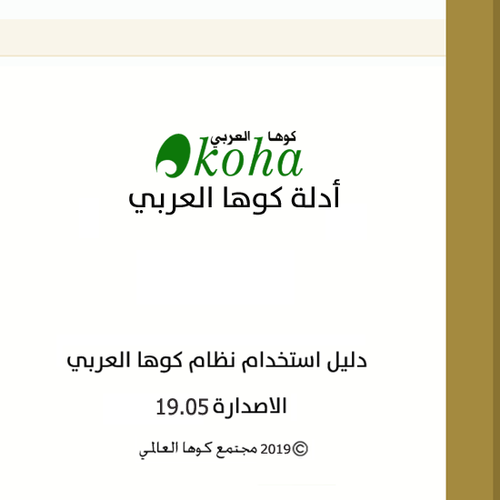 كوها العربي
koha
أدلة كوها العربي
دليل استخدام نظام كوها العربي
الاصدارة 19.05
©2019 مجتمع كوها العالمي